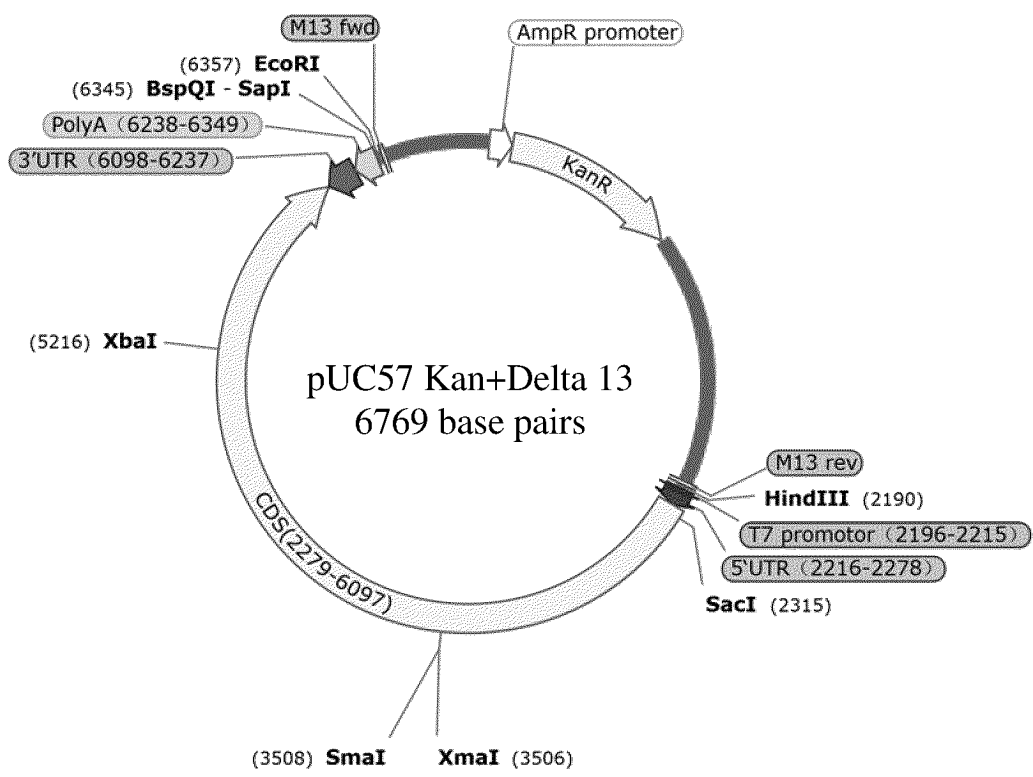 M13 fwd
AmpR promoter
(6357) EcoRI
(6345) BspQI - SapI
PolyA（6238-6349）
3'UTR（6098-6237）
KanR
(5216) XbaI
pUC57 Kan+Delta 13
6769 base pairs
M13 rev
HindIII (2190)
T7 promotor（2196-2215）
5‘UTR（2216-2278）
SacI (2315)
CDS(2279-6097)
(3508) SmaI XmaI (3506)